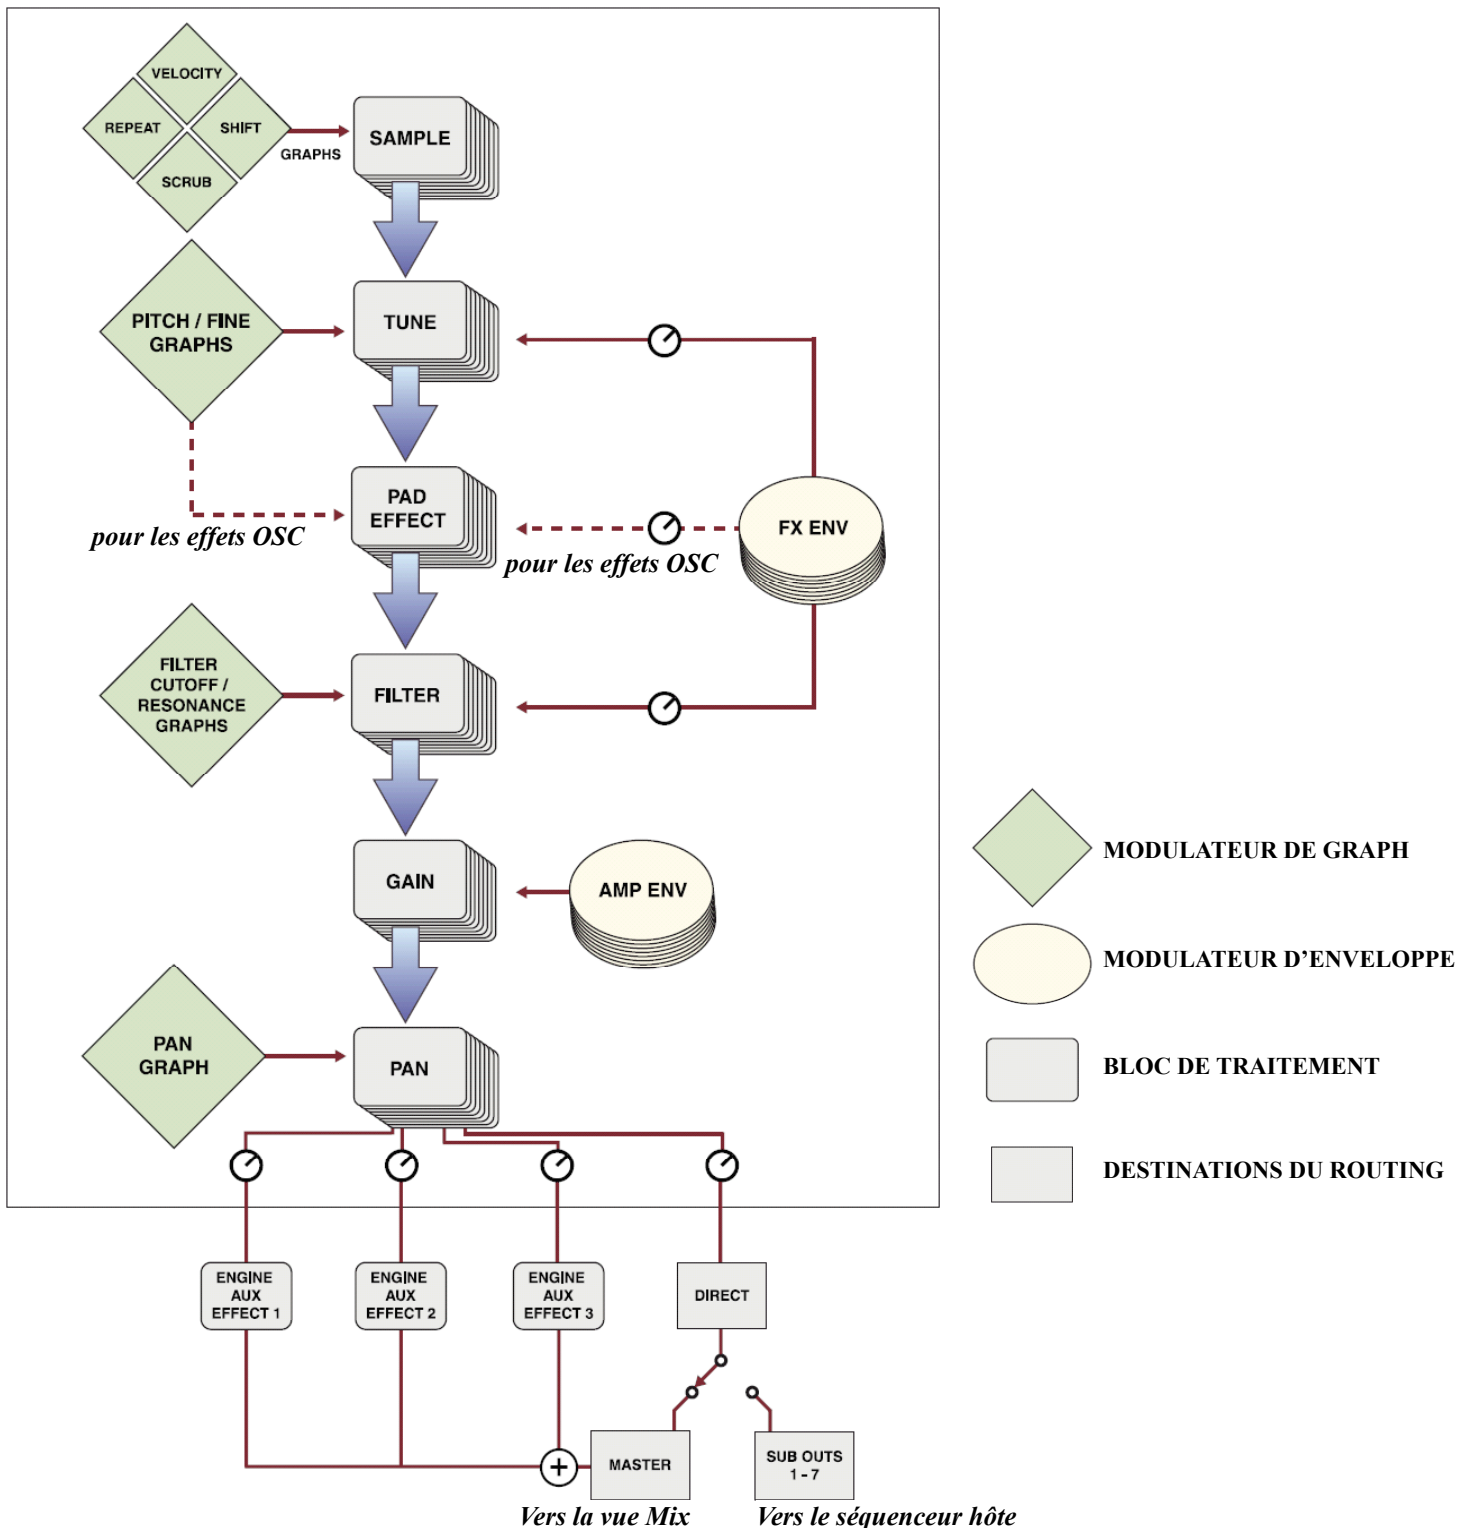 VELOCITY
REPEAT
SHIFT
SCRUB
GRAPHS
SAMPLE
PITCH / FINE
GRAPHS
TUNE
PAD
EFFECT
pour les effets OSC
pour les effets OSC
FX ENV
FILTER
CUTOFF /
RESONANCE
GRAPHS
FILTER
GAIN
AMP ENV
PAN
GRAPH
PAN
MODULATEUR DE GRAPH
MODULATEUR D’ENVELOPPE
BLOC DE TRAITEMENT
DESTINATIONS DU ROUTING
ENGINE
AUX
EFFECT 1
ENGINE
AUX
EFFECT 2
ENGINE
AUX
EFFECT 3
DIRECT
+
MASTER
SUB OUTS
1 – 7
Vers la vue Mix
Vers le séquenceur hôte